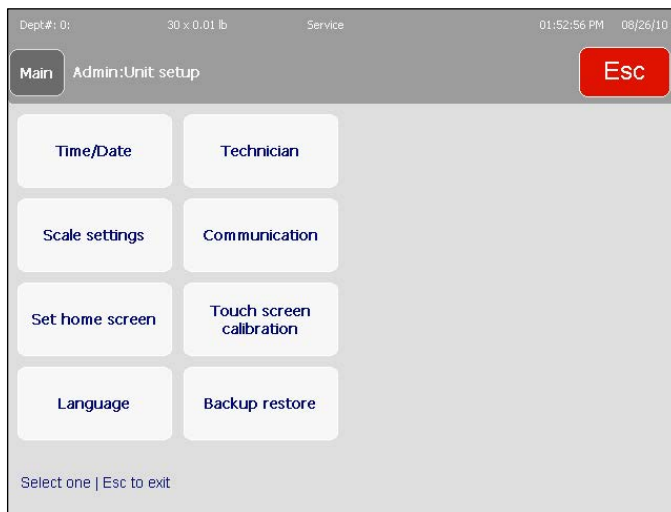 Dept#: 0: 30 x 0.01 lb Service 01:52:56 PM 08/26/10
Main Admin:Unit setup Esc
Time/Date Technician
Scale settings Communication
Set home screen Touch screen
calibration
Language Backup restore
Select one | Esc to exit